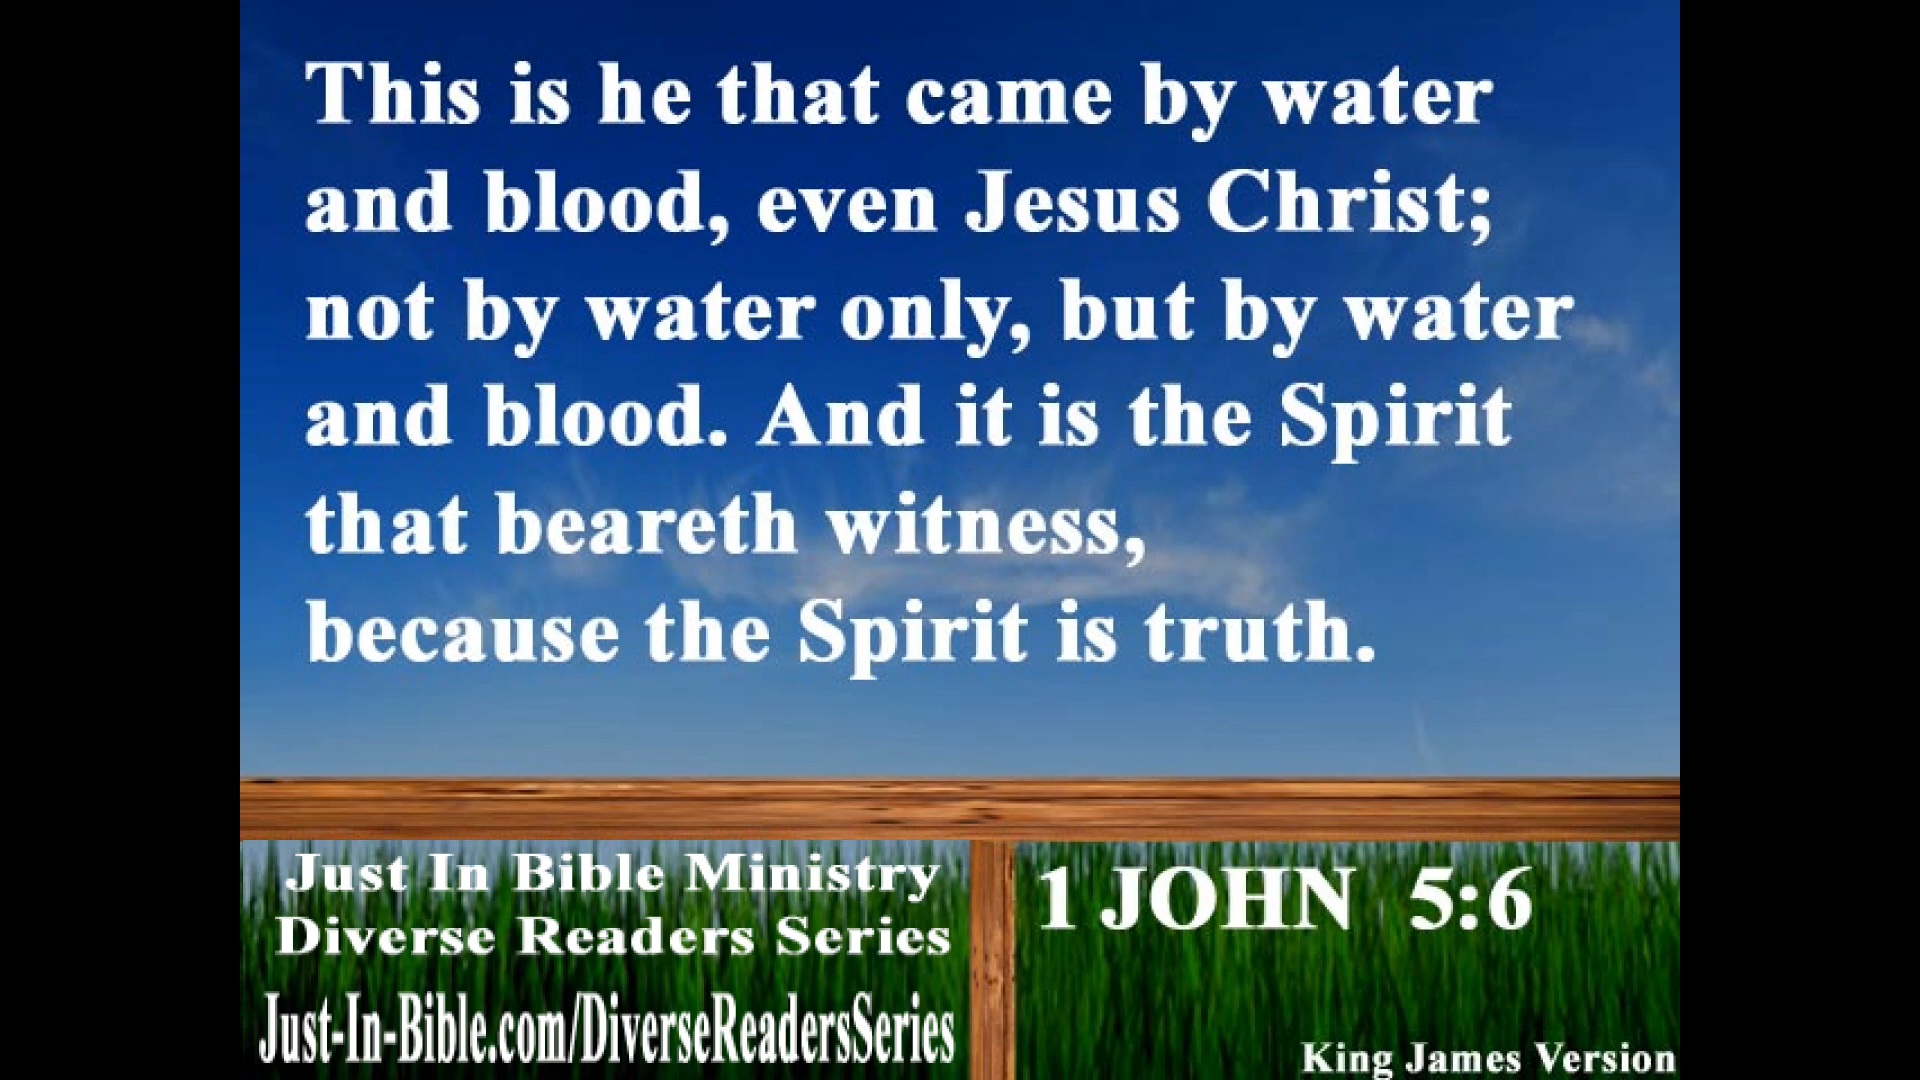 This is he that came by water
and blood, even Jesus Christ;
not by water only, but by water
and blood. And it is the Spirit
that beareth witness,
because the Spirit is truth.
Just In Bible Ministry
Diverse Readers Series
Just-In-Bible.com/DiverseReadersSeries
1 JOHN 5:6
King James Version